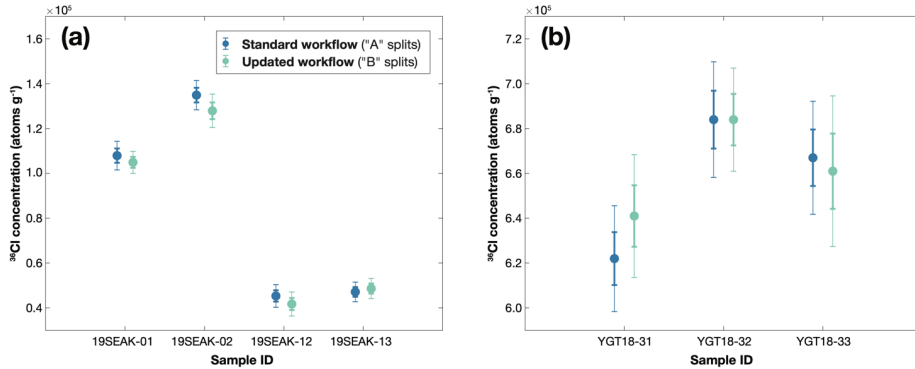 ×10⁵
(a)
Standard workflow ("A" splits)
Updated workflow ("B" splits)
1.6
1.4
1.2
1.0
0.8
0.6
0.4
³⁶Cl concentration (atoms g⁻¹)
19SEAK-01 19SEAK-02 19SEAK-12 19SEAK-13
Sample ID
×10⁵
(b)
7.2
7.0
6.8
6.6
6.4
6.2
6.0
³⁶Cl concentration (atoms g⁻¹)
YGT18-31 YGT18-32 YGT18-33
Sample ID